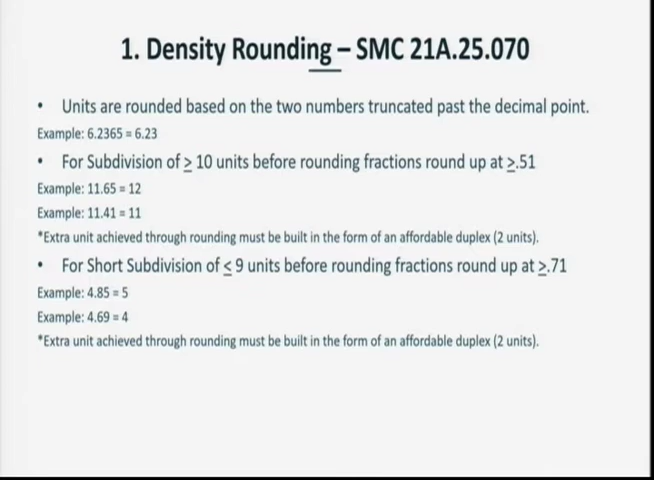 1. Density Rounding – SMC 21A.25.070
• Units are rounded based on the two numbers truncated past the decimal point.
Example: 6.2365 = 6.23
• For Subdivision of ≥ 10 units before rounding fractions round up at ≥.51
Example: 11.65 = 12
Example: 11.41 = 11
*Extra unit achieved through rounding must be built in the form of an affordable duplex (2 units).
• For Short Subdivision of ≤ 9 units before rounding fractions round up at ≥.71
Example: 4.85 = 5
Example: 4.69 = 4
*Extra unit achieved through rounding must be built in the form of an affordable duplex (2 units).